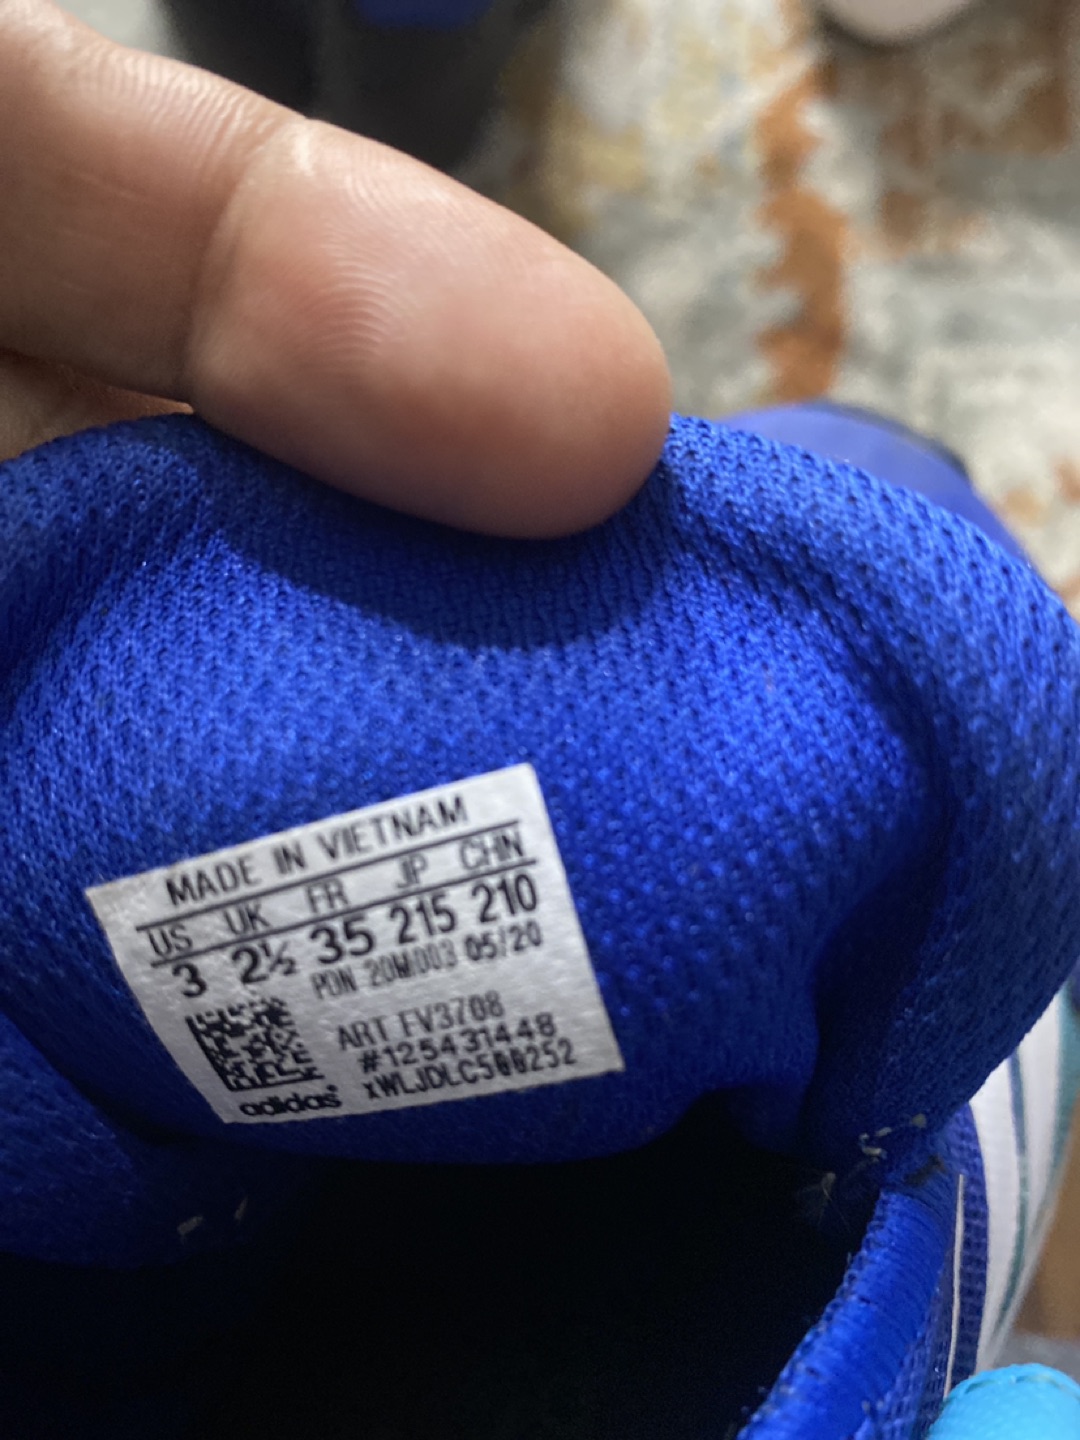 MADE IN VIETNAM
US UK FR JP CHN
3 2½ 35 215 210
PDN 20M003 05/20
ART FV3708
#125431448
xWLJDLC500252
adidas